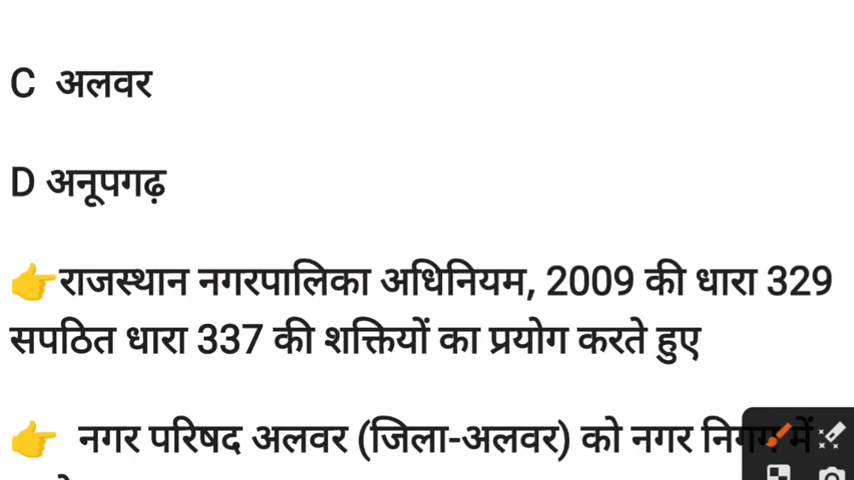 C अलवर
D अनूपगढ़
👉राजस्थान नगरपालिका अधिनियम, 2009 की धारा 329
सपठित धारा 337 की शक्तियों का प्रयोग करते हुए
👉 नगर परिषद अलवर (जिला-अलवर) को नगर निगम में